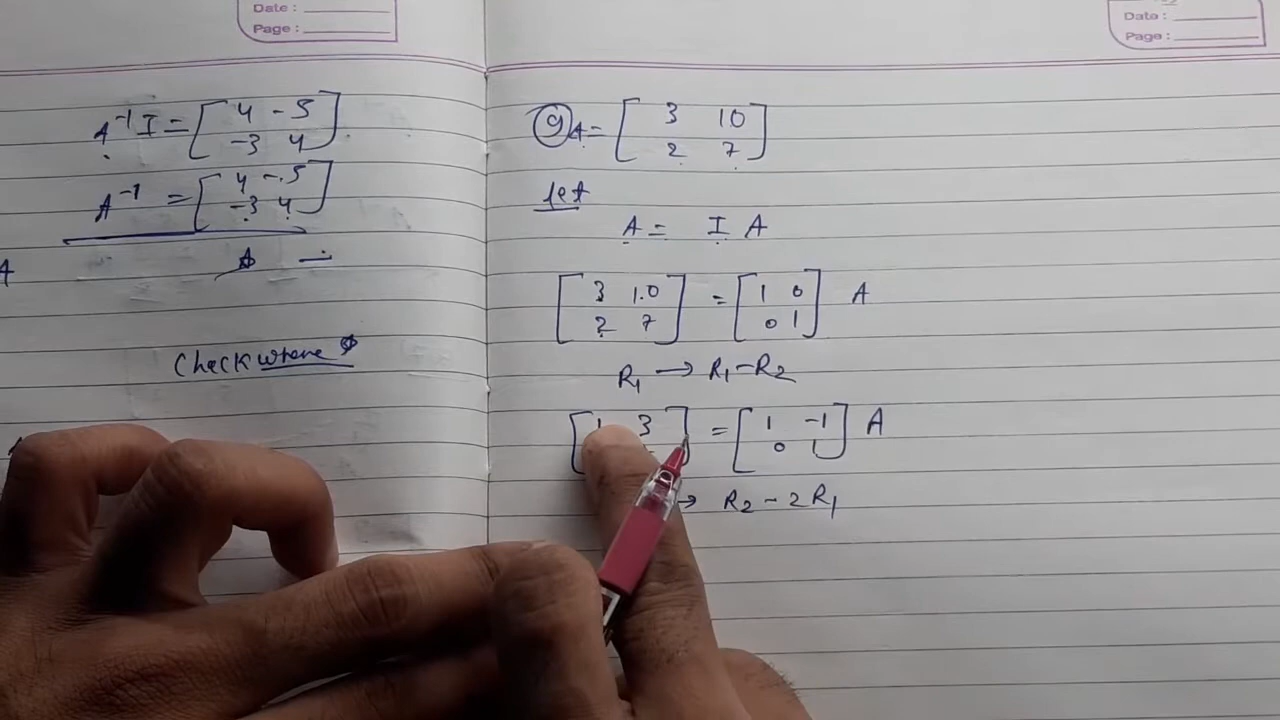 Date :
Page :
A⁻¹ I = [ 4 -5
-3 4 ]
A⁻¹ = [ 4 -5
-3 4 ]
A
Check where
Date :
Page :
9 A = [ 3 10
2 7 ]
let
A = I A
[ 3 10 = [ 1 0
2 7 ] 0 1 ] A
R₁ → R₁-R₂
[ 1 3 ] = [ 1 -1
0 1 ] A
→ R₂ - 2R₁